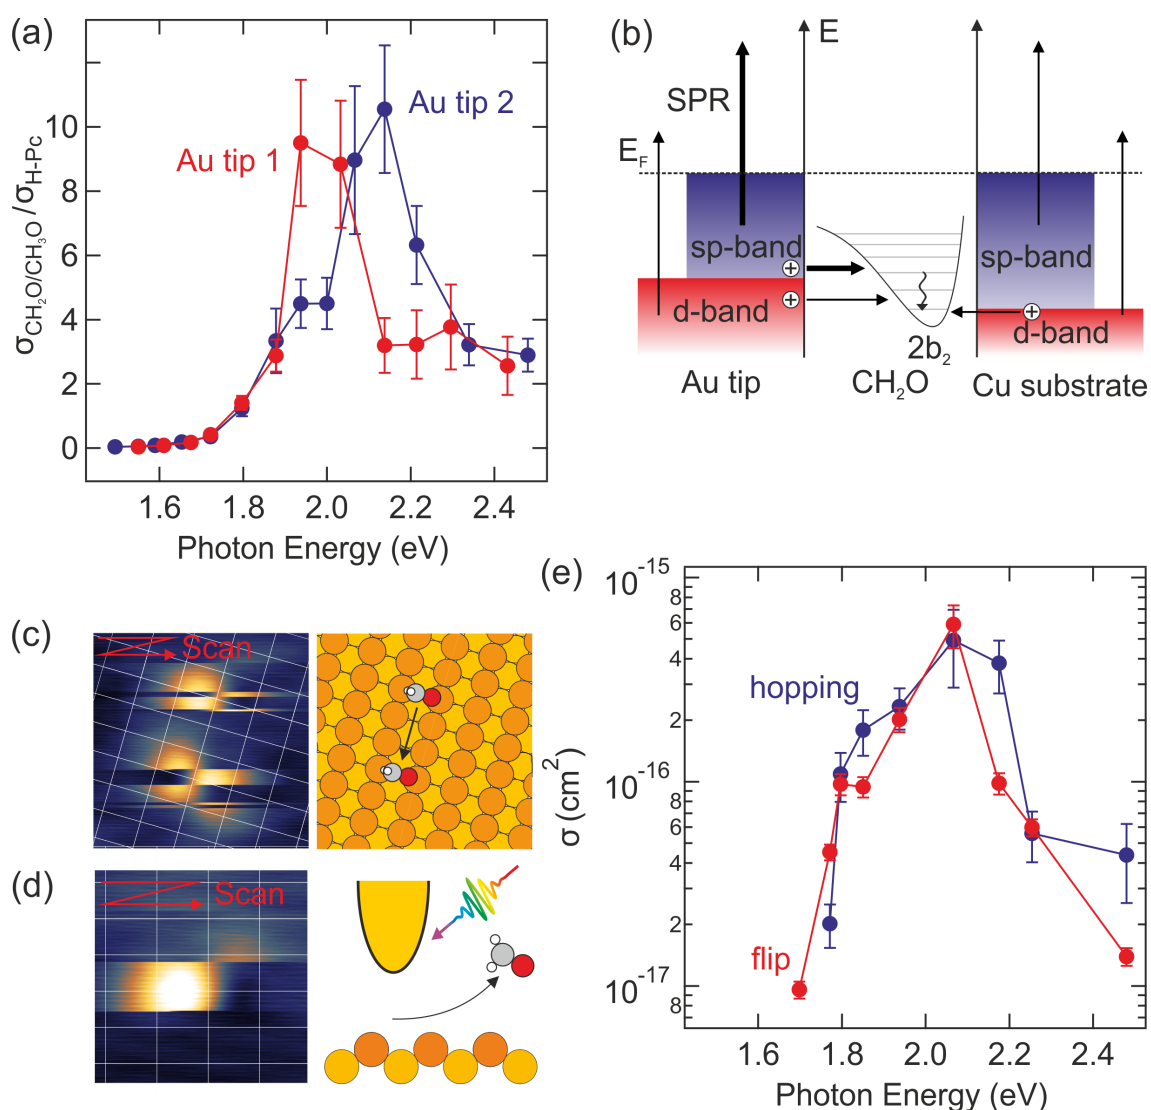 (a)
σCH₂O/CH₃O /σH-Pc
10
8
6
4
2
0
Au tip 1
Au tip 2
1.6 1.8 2.0 2.2 2.4
Photon Energy (eV)
(b)
E
SPR
EF
sp-band
d-band
sp-band
d-band
2b₂
Au tip CH₂O Cu substrate
(c)
Scan
(d)
Scan
(e)
σ (cm²)
10⁻¹⁵
8
6
4
2
10⁻¹⁶
8
6
4
2
10⁻¹⁷
8
hopping
flip
1.6 1.8 2.0 2.2 2.4
Photon Energy (eV)